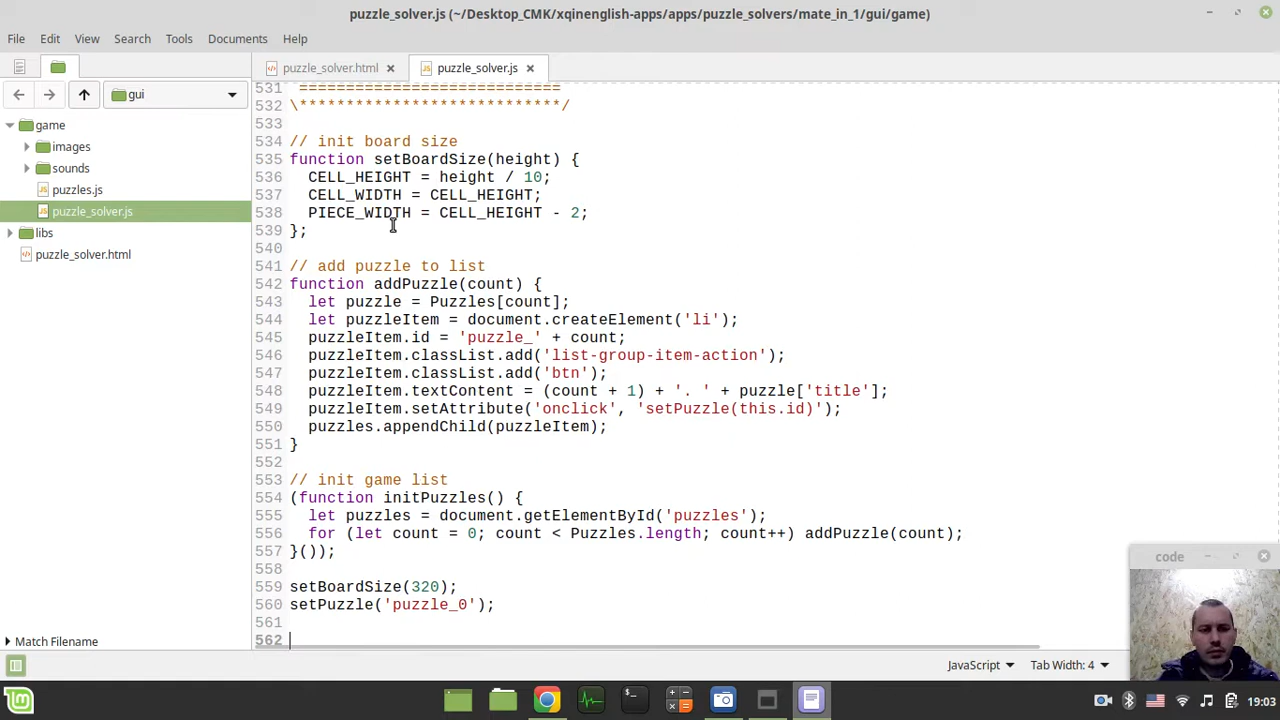 puzzle_solver.js (~/Desktop_CMK/xqinenglish-apps/apps/puzzle_solvers/mate_in_1/gui/game)
File Edit View Search Tools Documents Help
puzzle_solver.html
puzzle_solver.js
gui
game
images
sounds
puzzles.js
puzzle_solver.js
libs
puzzle_solver.html
Match Filename
531 ============================
532 \****************************/
533
534 // init board size
535 function setBoardSize(height) {
536   CELL_HEIGHT = height / 10;
537   CELL_WIDTH = CELL_HEIGHT;
538   PIECE_WIDTH = CELL_HEIGHT - 2;
539 };
540
541 // add puzzle to list
542 function addPuzzle(count) {
543   let puzzle = Puzzles[count];
544   let puzzleItem = document.createElement('li');
545   puzzleItem.id = 'puzzle_' + count;
546   puzzleItem.classList.add('list-group-item-action');
547   puzzleItem.classList.add('btn');
548   puzzleItem.textContent = (count + 1) + '. ' + puzzle['title'];
549   puzzleItem.setAttribute('onclick', 'setPuzzle(this.id)');
550   puzzles.appendChild(puzzleItem);
551 }
552
553 // init game list
554 (function initPuzzles() {
555   let puzzles = document.getElementById('puzzles');
556   for (let count = 0; count < Puzzles.length; count++) addPuzzle(count);
557 }());
558
559 setBoardSize(320);
560 setPuzzle('puzzle_0');
561
562
code
JavaScript
Tab Width: 4
19:03